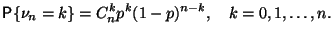 P{ν_n = k} = C_n^k p^k (1 − p)^{n−k},   k = 0, 1, . . . , n.